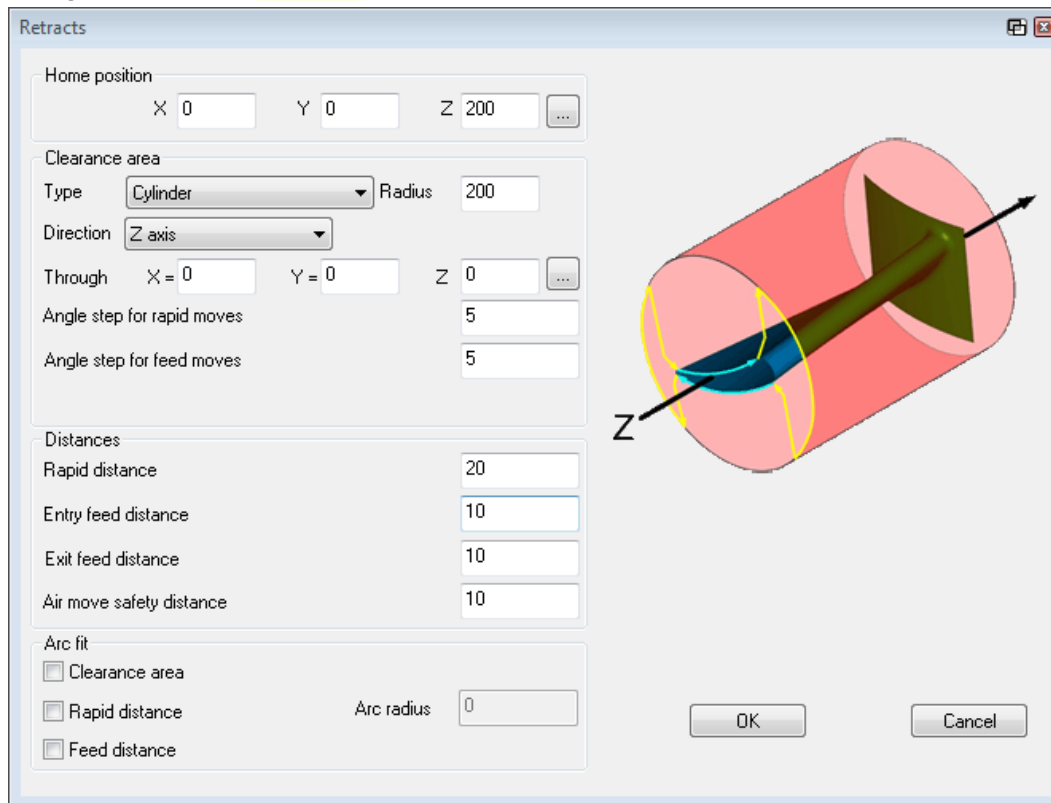 Retracts
Home position
X 0 Y 0 Z 200 ...
Clearance area
Type Cylinder Radius 200
Direction Z axis
Through X = 0 Y = 0 Z 0 ...
Angle step for rapid moves 5
Angle step for feed moves 5
Z
Distances
Rapid distance 20
Entry feed distance 10
Exit feed distance 10
Air move safety distance 10
Arc fit
Clearance area
Rapid distance Arc radius 0
Feed distance
OK Cancel